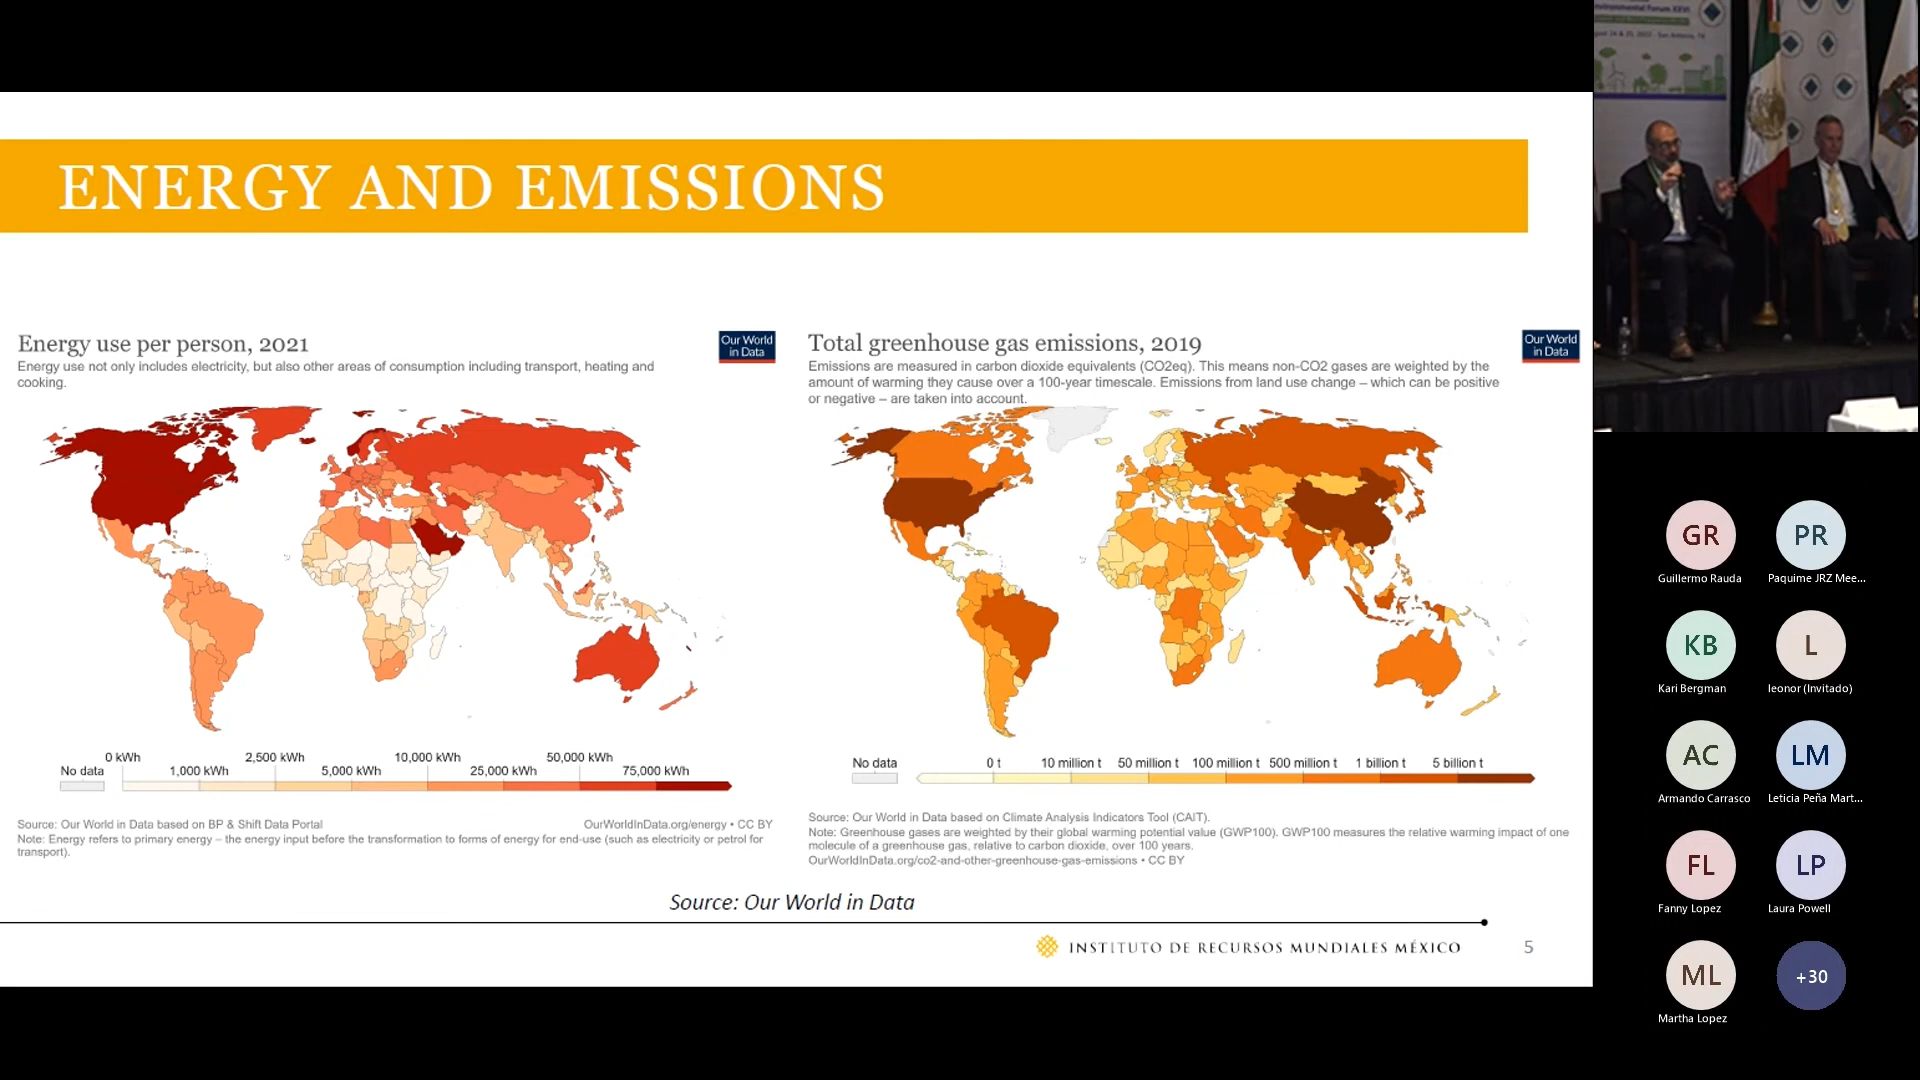 ENERGY AND EMISSIONS
Energy use per person, 2021
Energy use not only includes electricity, but also other areas of consumption including transport, heating and
cooking.
Our World
in Data
No data
0 kWh
1,000 kWh
2,500 kWh
5,000 kWh
10,000 kWh
25,000 kWh
50,000 kWh
75,000 kWh
Source: Our World in Data based on BP & Shift Data Portal
OurWorldInData.org/energy • CC BY
Note: Energy refers to primary energy – the energy input before the transformation to forms of energy for end-use (such as electricity or petrol for
transport).
Total greenhouse gas emissions, 2019
Emissions are measured in carbon dioxide equivalents (CO2eq). This means non-CO2 gases are weighted by the
amount of warming they cause over a 100-year timescale. Emissions from land use change – which can be positive
or negative – are taken into account.
Our World
in Data
No data
0 t
10 million t
50 million t
100 million t
500 million t
1 billion t
5 billion t
Source: Our World in Data based on Climate Analysis Indicators Tool (CAIT).
Note: Greenhouse gases are weighted by their global warming potential value (GWP100). GWP100 measures the relative warming impact of one
molecule of a greenhouse gas, relative to carbon dioxide, over 100 years.
OurWorldInData.org/co2-and-other-greenhouse-gas-emissions • CC BY
Source: Our World in Data
INSTITUTO DE RECURSOS MUNDIALES MÉXICO
5
Environmental Forum XXVI
GR
Guillermo Rauda
PR
Paquime JRZ Mee...
KB
Kari Bergman
L
leonor (Invitado)
AC
Armando Carrasco
LM
Leticia Peña Mart...
FL
Fanny Lopez
LP
Laura Powell
ML
Martha Lopez
+30